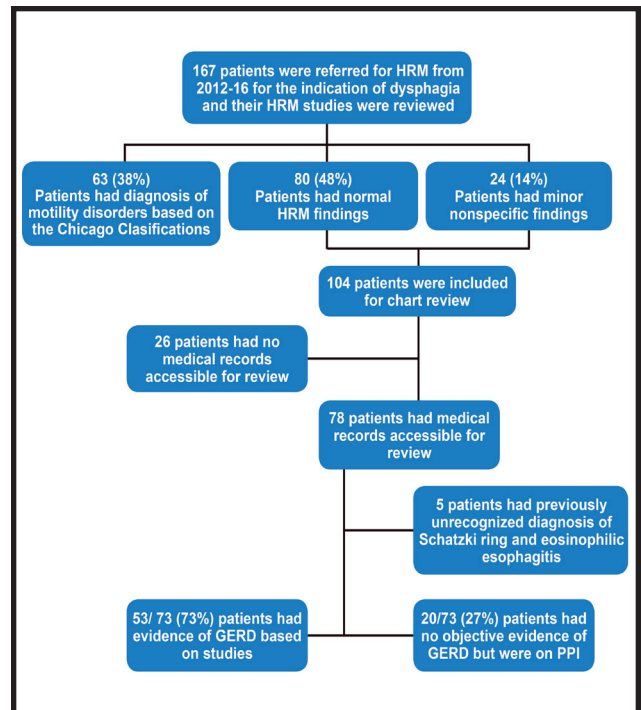 167 patients were referred for HRM from
2012-16 for the indication of dysphagia
and their HRM studies were reviewed
63 (38%)
Patients had diagnosis of
motility disorders based on
the Chicago Clasifications
80 (48%)
Patients had normal
HRM findings
24 (14%)
Patients had minor
nonspecific findings
104 patients were included
for chart review
26 patients had no
medical records
accessible for review
78 patients had medical
records accessible for
review
5 patients had previously
unrecognized diagnosis of
Schatzki ring and eosinophilic
esophagitis
53/ 73 (73%) patients had
evidence of GERD based
on studies
20/73 (27%) patients had
no objective evidence of
GERD but were on PPI